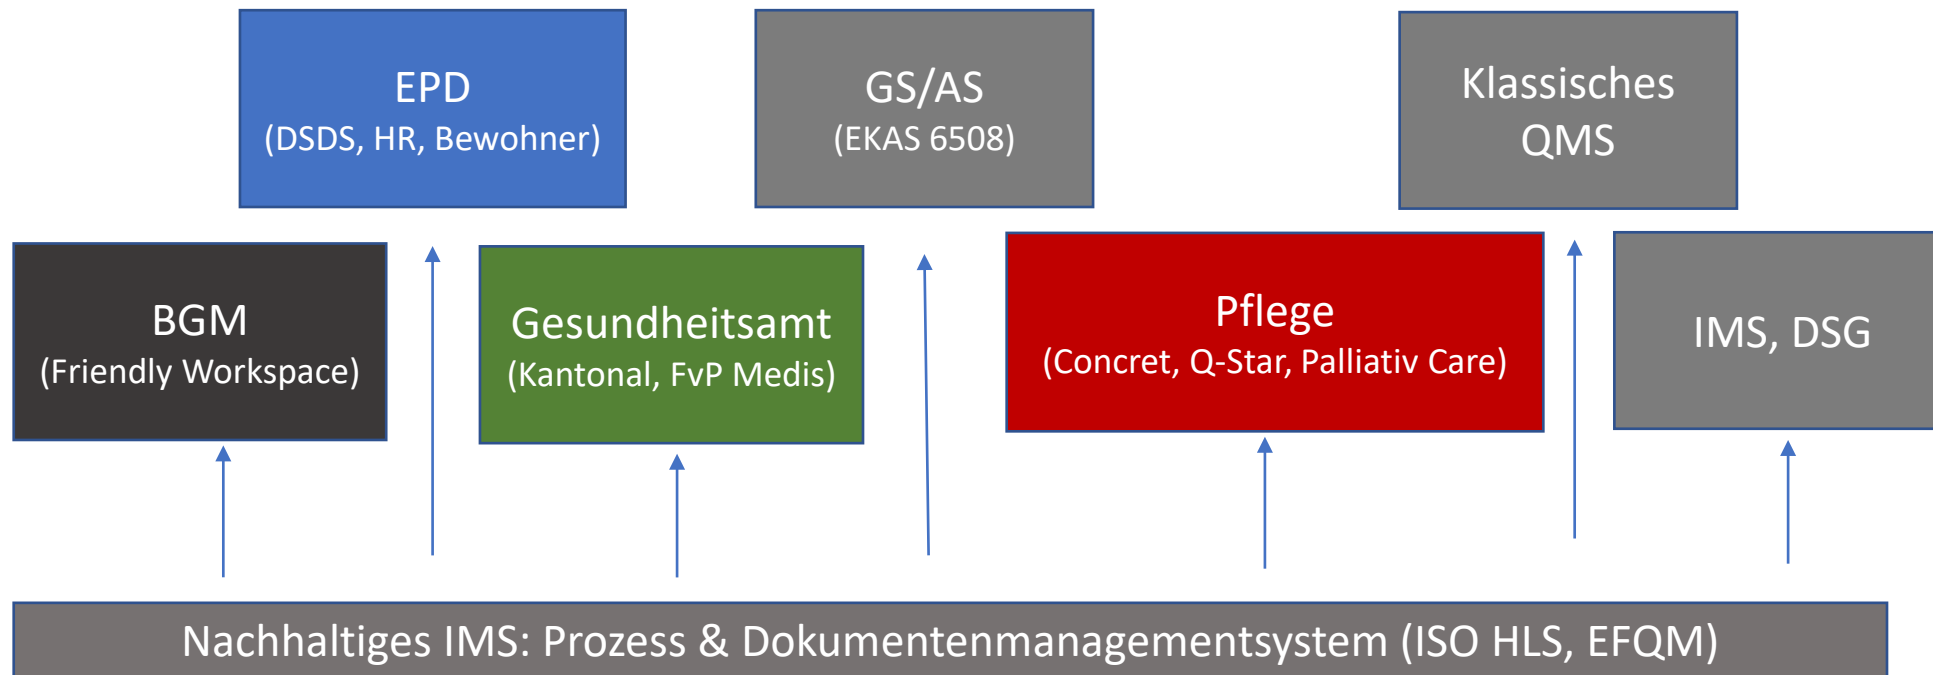 EPD
(DSDS, HR, Bewohner)
GS/AS
(EKAS 6508)
Klassisches
QMS
BGM
(Friendly Workspace)
Gesundheitsamt
(Kantonal, FvP Medis)
Pflege
(Concret, Q-Star, Palliativ Care)
IMS, DSG
Nachhaltiges IMS: Prozess & Dokumentenmanagementsystem (ISO HLS, EFQM)